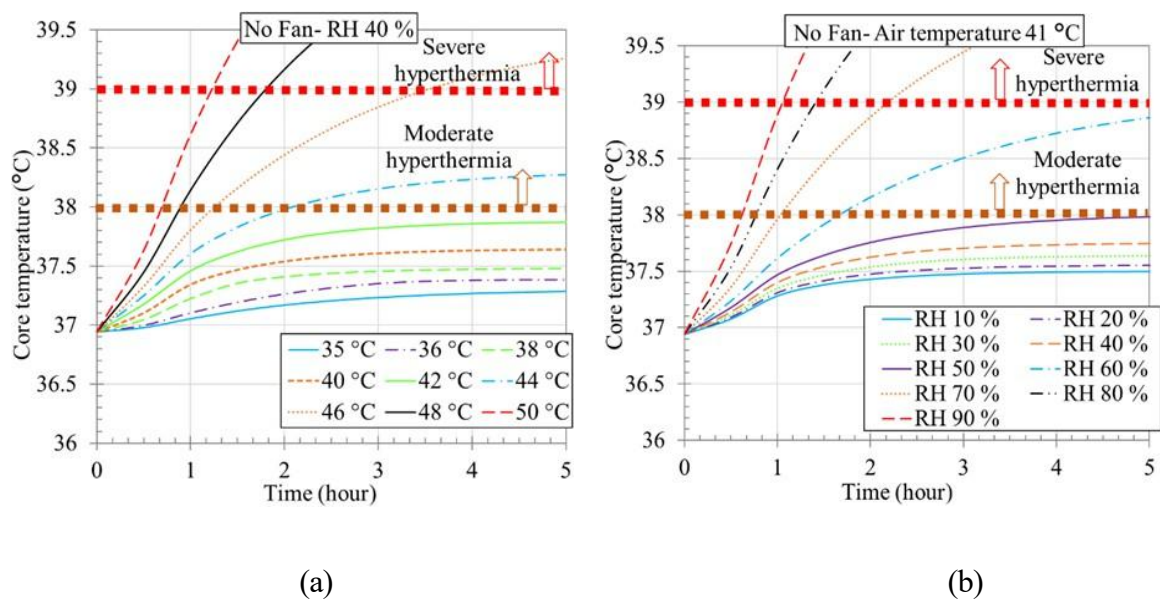 No Fan- RH 40 %
Severe
hyperthermia
Moderate
hyperthermia
Core temperature (°C)
39.5
39
38.5
38
37.5
37
36.5
36
35 °C
36 °C
38 °C
40 °C
42 °C
44 °C
46 °C
48 °C
50 °C
0
1
2
3
4
5
Time (hour)
(a)
No Fan-Air temperature 41 °C
Severe
hyperthermia
Moderate
hyperthermia
Core temperature (°C)
39.5
39
38.5
38
37.5
37
36.5
36
RH 10 %
RH 20 %
RH 30 %
RH 40 %
RH 50 %
RH 60 %
RH 70 %
RH 80 %
RH 90 %
0
1
2
3
4
5
Time (hour)
(b)